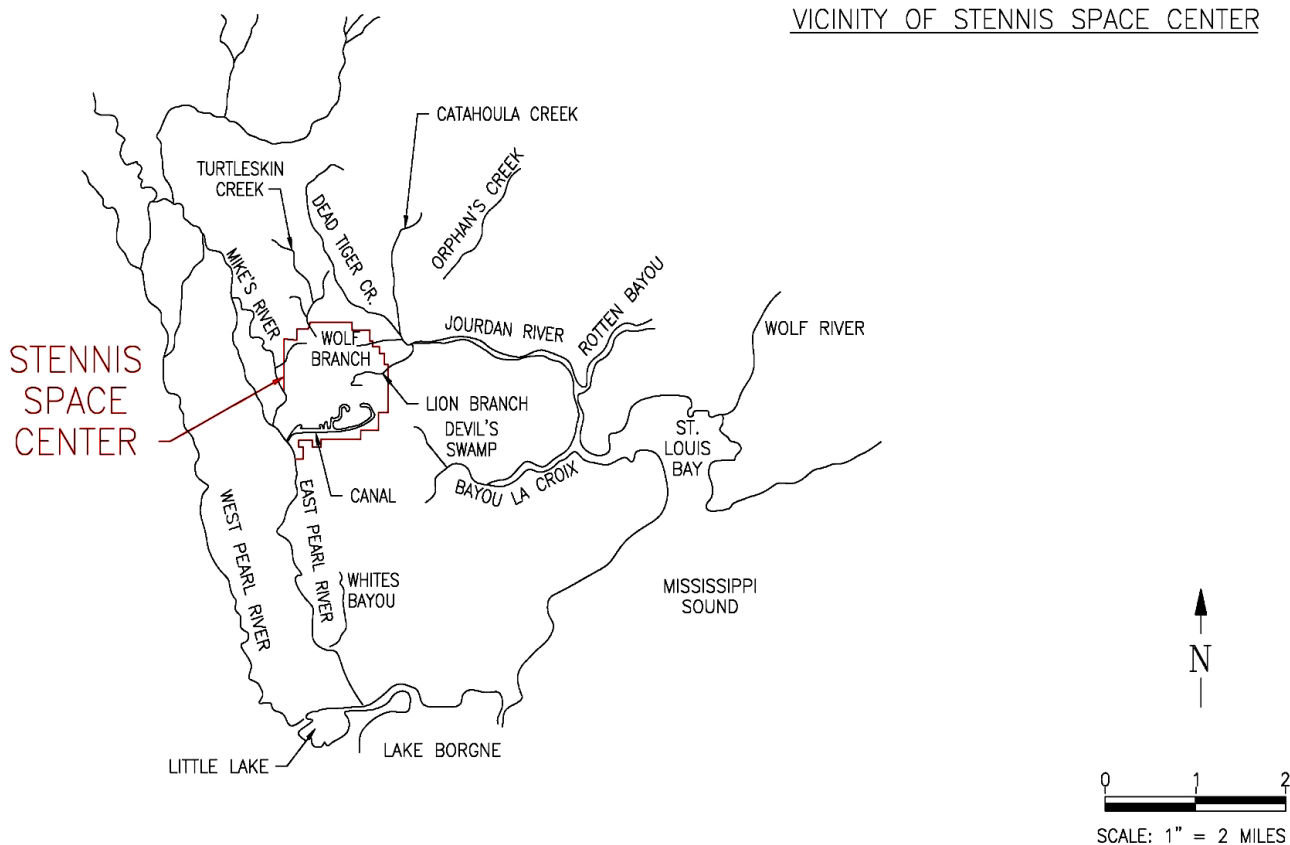 VICINITY OF STENNIS SPACE CENTER
CATAHOULA CREEK
TURTLESKIN
CREEK
DEAD TIGER CR.
ORPHAN'S CREEK
MIKE'S RIVER
ROTTEN BAYOU
JOURDAN RIVER
WOLF RIVER
WOLF
BRANCH
STENNIS
SPACE
CENTER
LION BRANCH
DEVIL'S
SWAMP
ST.
LOUIS
BAY
BAYOU LA CROIX
CANAL
EAST PEARL RIVER
WEST PEARL RIVER
WHITES
BAYOU
MISSISSIPPI
SOUND
N
LAKE BORGNE
LITTLE LAKE
0 1 2
SCALE: 1" = 2 MILES